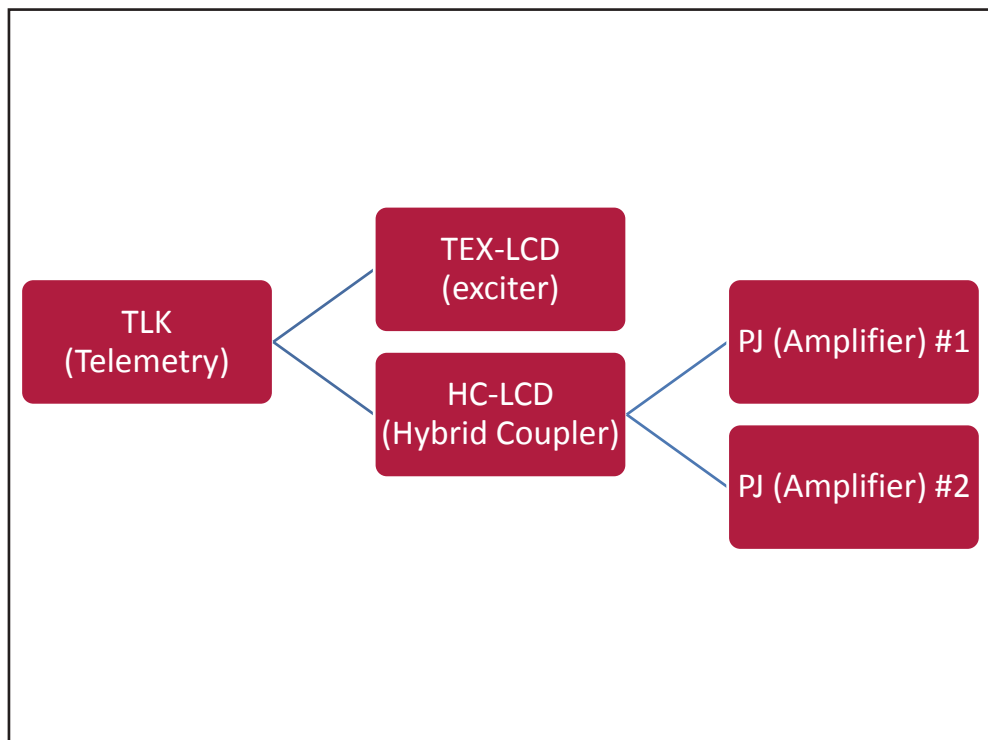 TLK
(Telemetry)
TEX-LCD
(exciter)
HC-LCD
(Hybrid Coupler)
PJ (Amplifier) #1
PJ (Amplifier) #2